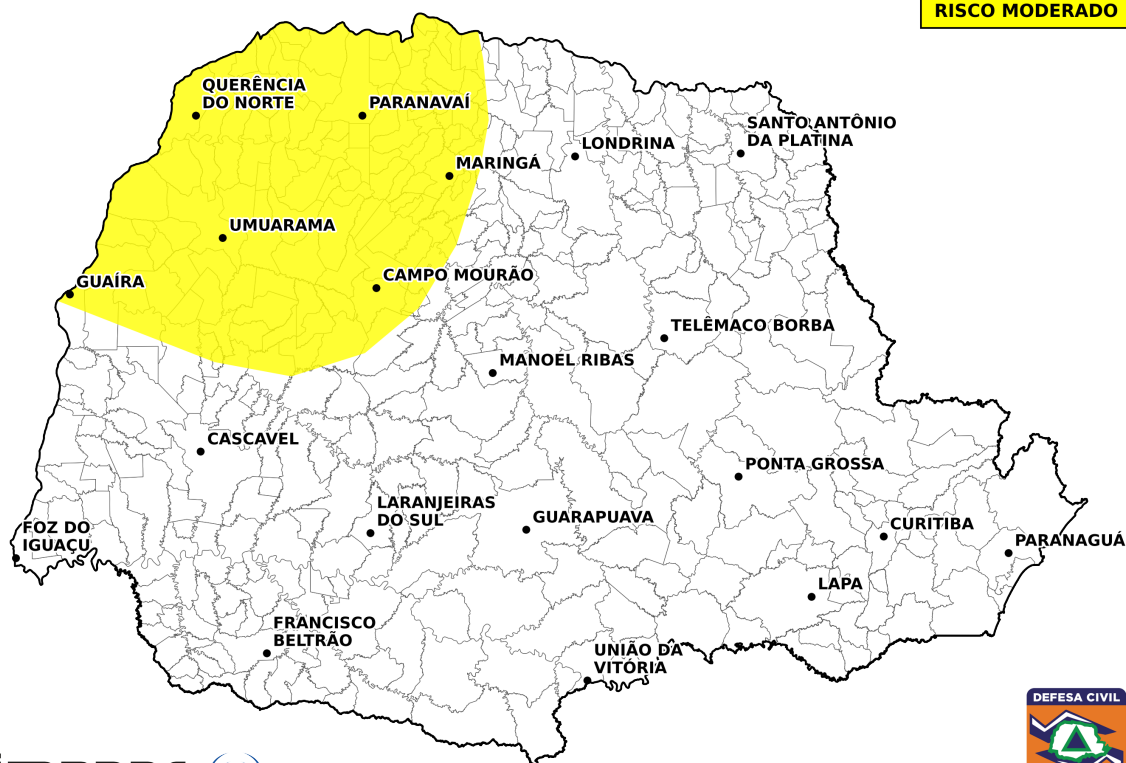 RISCO MODERADO
QUERÊNCIA
DO NORTE
PARANAVAÍ
SANTO ANTÔNIO
DA PLATINA
LONDRINA
MARINGÁ
UMUARAMA
CAMPO MOURÃO
GUAÍRA
TELÊMACO BORBA
MANOEL RIBAS
CASCAVEL
PONTA GROSSA
LARANJEIRAS
DO SUL
GUARAPUAVA
CURITIBA
FOZ DO
IGUAÇU
PARANAGUÁ
LAPA
FRANCISCO
BELTRÃO
UNIÃO DA
VITÓRIA
DEFESA CIVIL